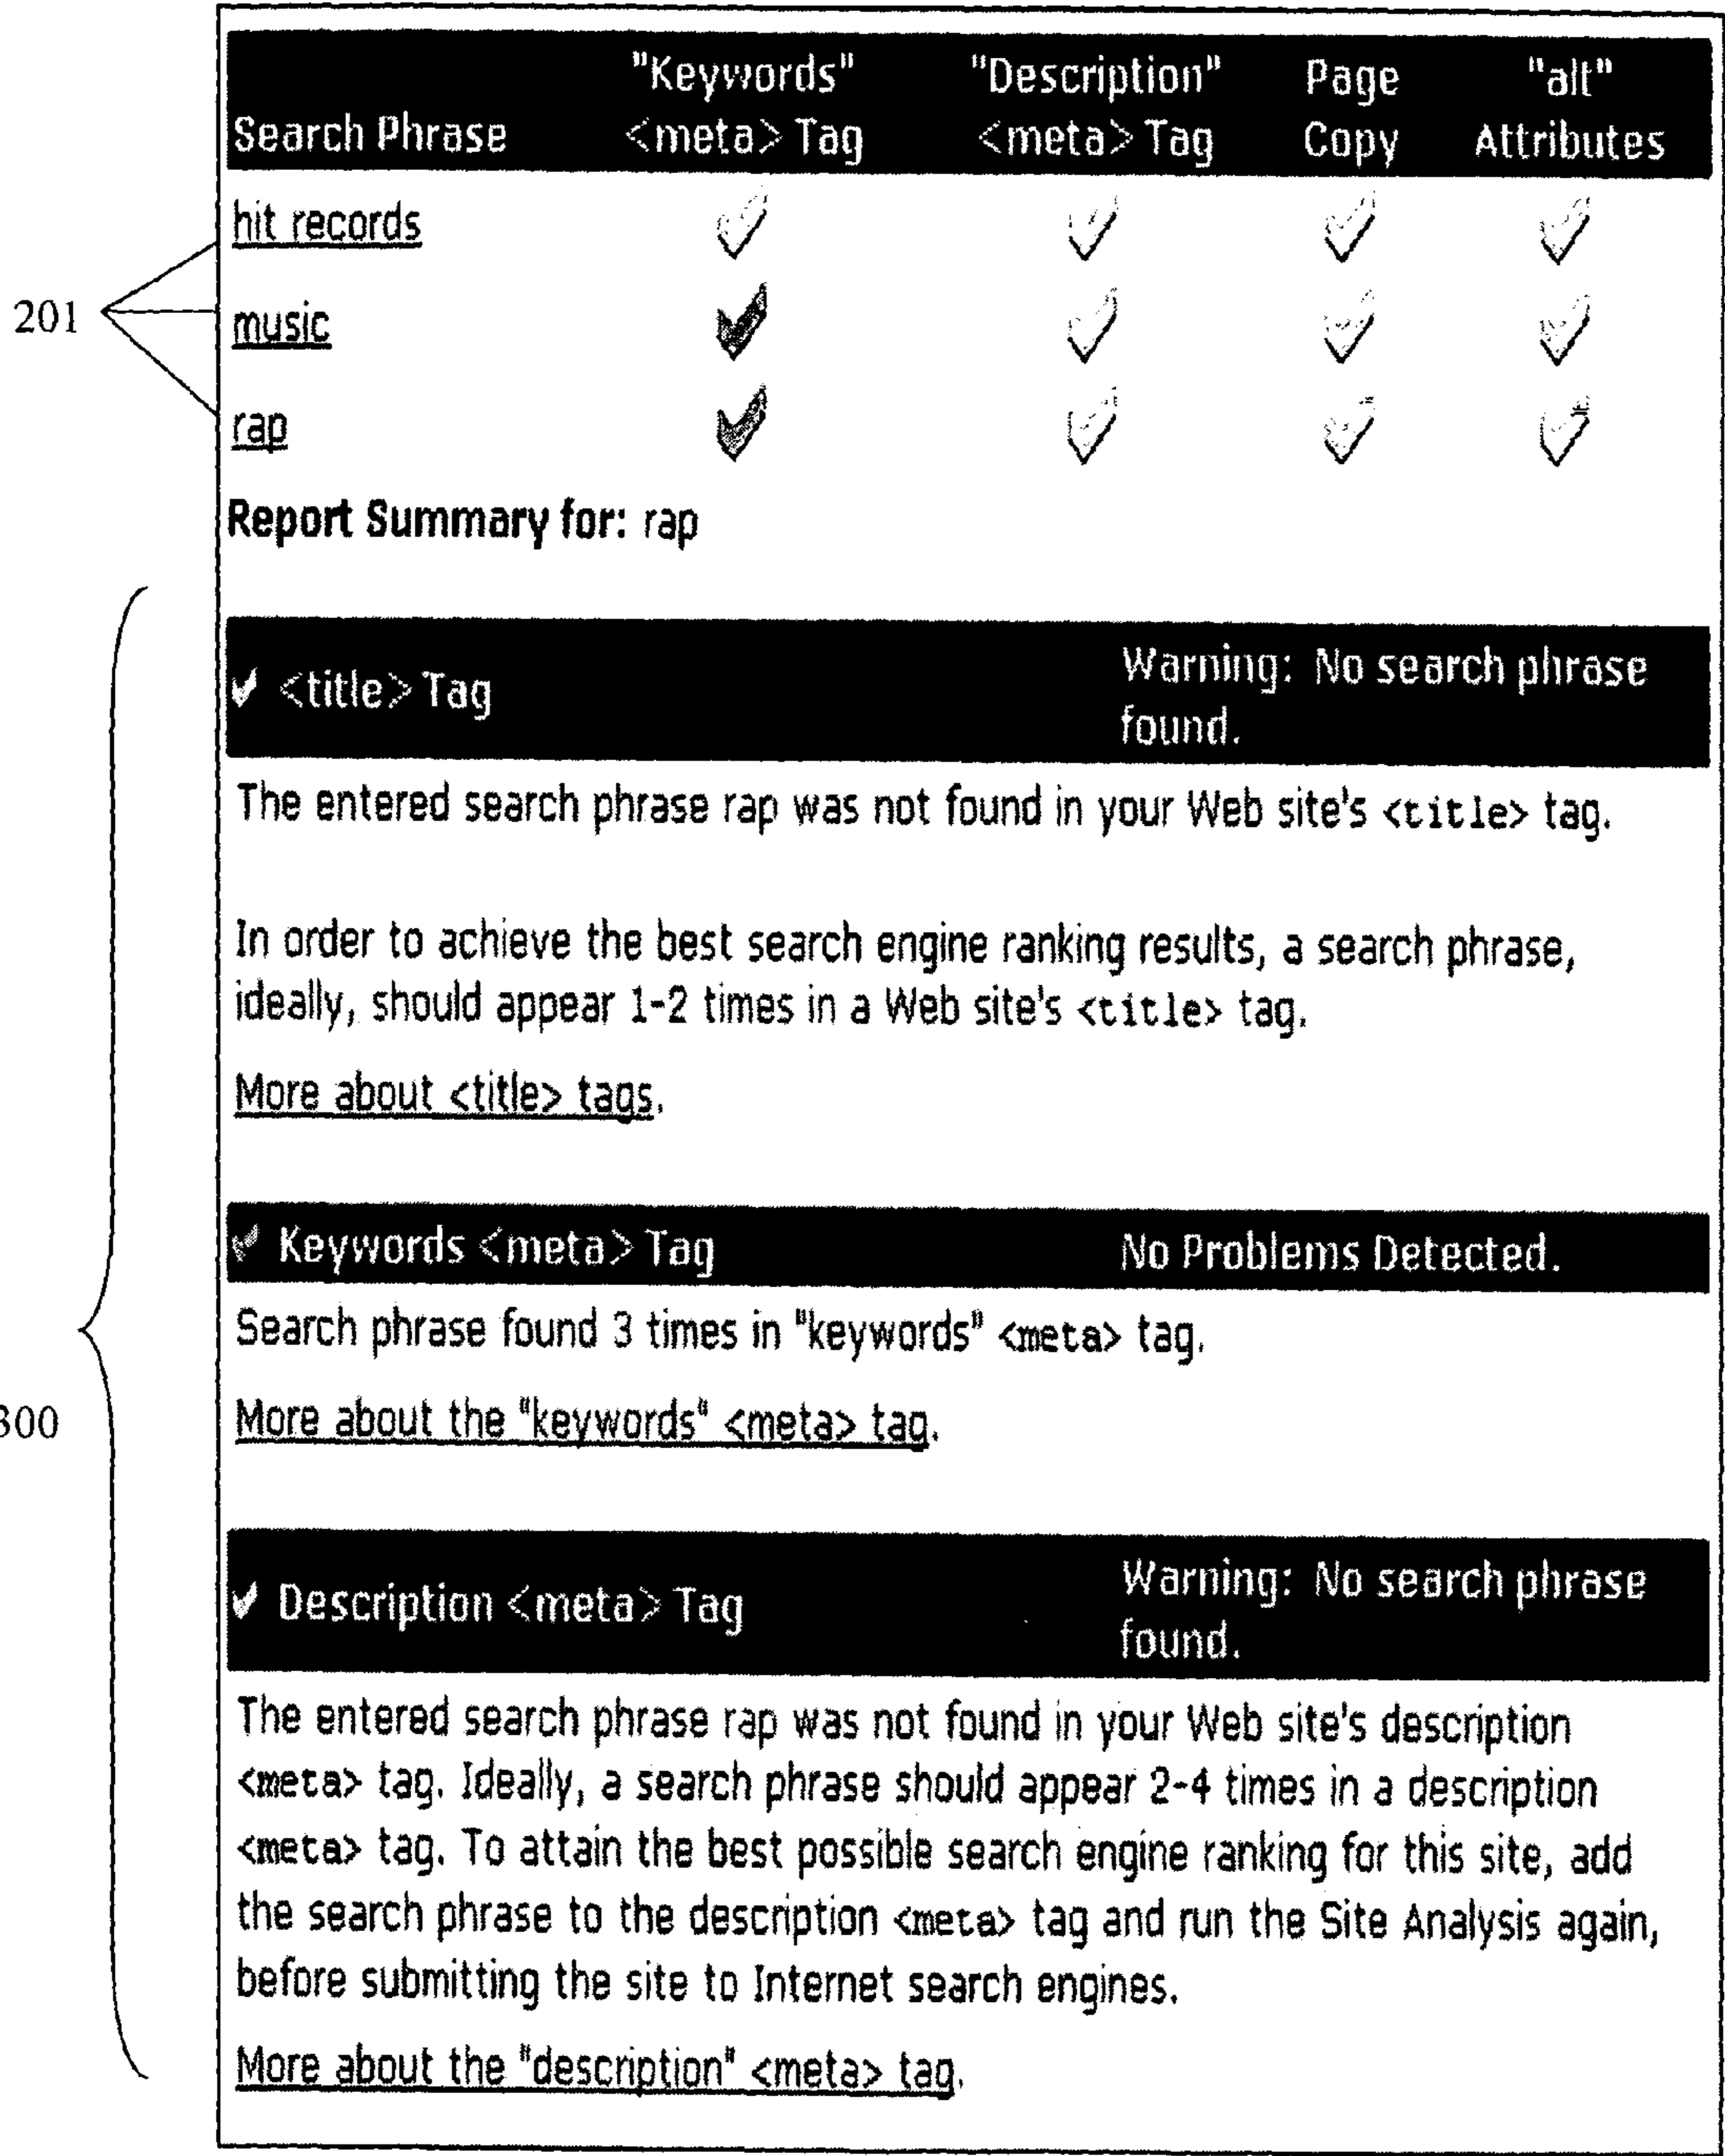 "Keywords" "Description" Page "alt"
Search Phrase <meta> Tag <meta> Tag Copy Attributes
hit records
201
music
rap
Report Summary for: rap
<title> Tag Warning: No search phrase
found.
The entered search phrase rap was not found in your Web site's <title> tag.
In order to achieve the best search engine ranking results, a search phrase,
ideally, should appear 1-2 times in a Web site's <title> tag.
More about <title> tags.
Keywords <meta> Tag No Problems Detected.
Search phrase found 3 times in "keywords" <meta> tag.
300
More about the "keywords" <meta> tag.
Description <meta> Tag Warning: No search phrase
found.
The entered search phrase rap was not found in your Web site's description
<meta> tag. Ideally, a search phrase should appear 2-4 times in a description
<meta> tag. To attain the best possible search engine ranking for this site, add
the search phrase to the description <meta> tag and run the Site Analysis again,
before submitting the site to Internet search engines.
More about the "description" <meta> tag.